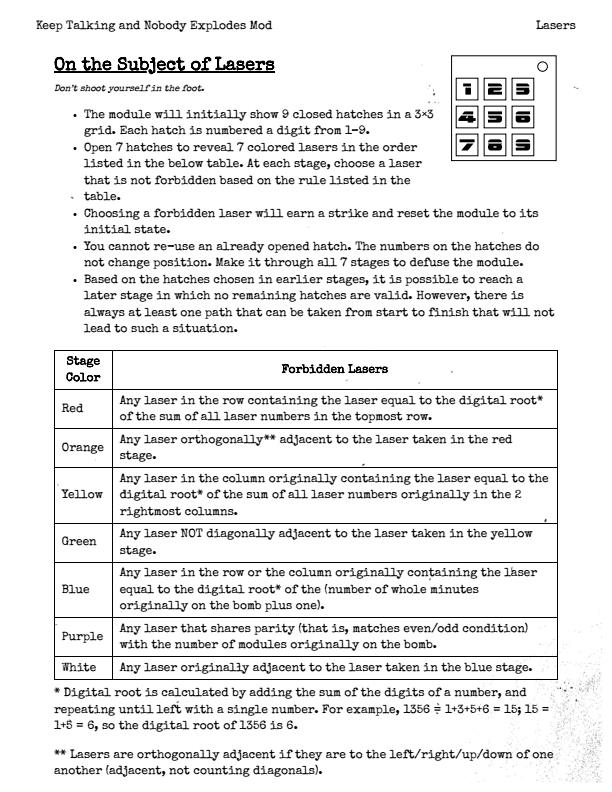 Keep Talking and Nobody Explodes Mod
Lasers
On the Subject of Lasers
Don't shoot yourself in the foot.
1 2 3
4 5 6
7 8 9
• The module will initially show 9 closed hatches in a 3×3
grid. Each hatch is numbered a digit from 1-9.
• Open 7 hatches to reveal 7 colored lasers in the order
listed in the below table. At each stage, choose a laser
that is not forbidden based on the rule listed in the
table.
• Choosing a forbidden laser will earn a strike and reset the module to its
initial state.
• You cannot re-use an already opened hatch. The numbers on the hatches do
not change position. Make it through all 7 stages to defuse the module.
• Based on the hatches chosen in earlier stages, it is possible to reach a
later stage in which no remaining hatches are valid. However, there is
always at least one path that can be taken from start to finish that will not
lead to such a situation.
Stage
Color
Forbidden Lasers
Red
Any laser in the row containing the laser equal to the digital root*
of the sum of all laser numbers in the topmost row.
Orange
Any laser orthogonally** adjacent to the laser taken in the red
stage.
Yellow
Any laser in the column originally containing the laser equal to the
digital root* of the sum of all laser numbers originally in the 2
rightmost columns.
Green
Any laser NOT diagonally adjacent to the laser taken in the yellow
stage.
Blue
Any laser in the row or the column originally containing the laser
equal to the digital root* of the (number of whole minutes
originally on the bomb plus one).
Purple
Any laser that shares parity (that is, matches even/odd condition)
with the number of modules originally on the bomb.
White
Any laser originally adjacent to the laser taken in the blue stage.
* Digital root is calculated by adding the sum of the digits of a number, and
repeating until left with a single number. For example, 1356 = 1+3+5+6 = 15; 15 =
1+5 = 6, so the digital root of 1356 is 6.
** Lasers are orthogonally adjacent if they are to the left/right/up/down of one
another (adjacent, not counting diagonals).